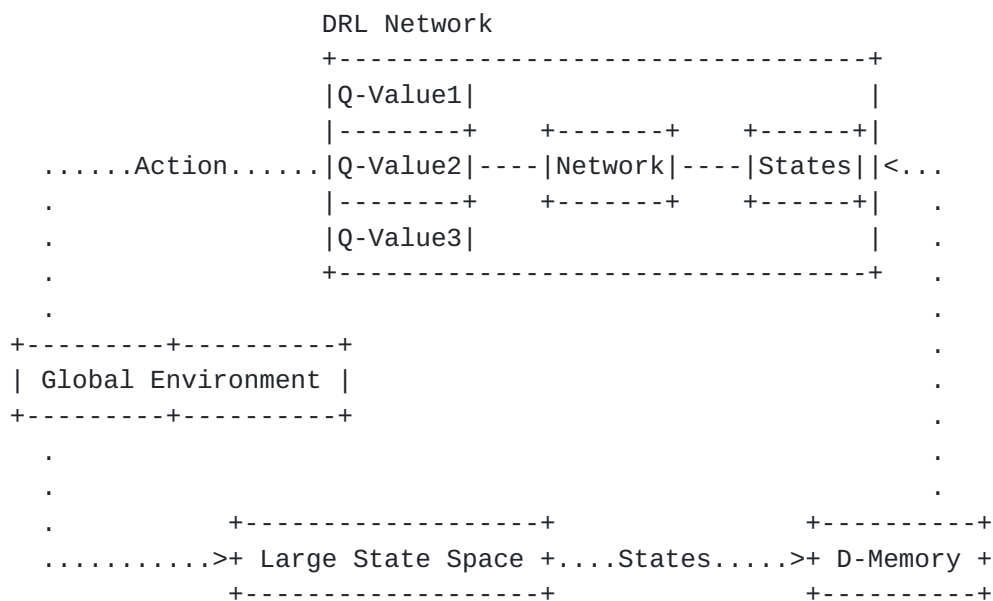 DRL Network
Q-Value1
Action Q-Value2 Network States
Q-Value3
Global Environment
Large State Space States D-Memory